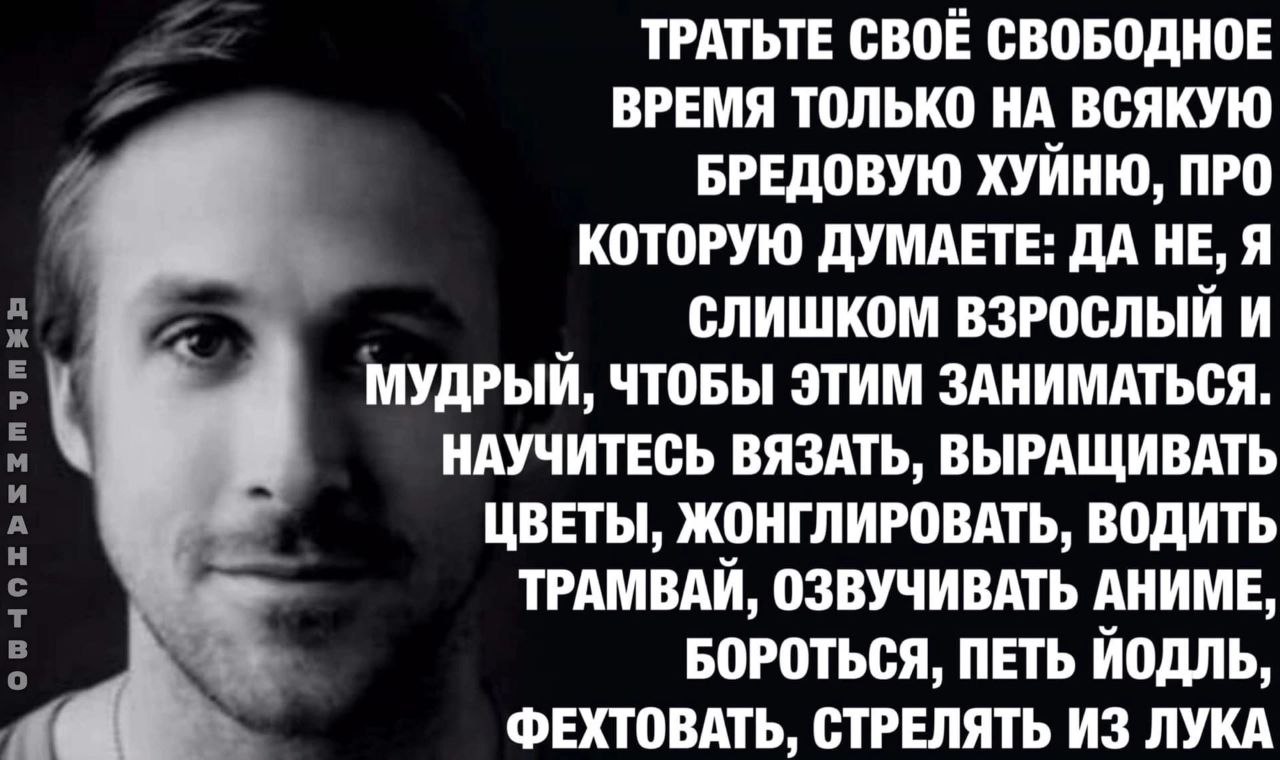 ТРАТЬТЕ СВОЁ СВОБОДНОЕ
ВРЕМЯ ТОЛЬКО НА ВСЯКУЮ
БРЕДОВУЮ ХУЙНЮ, ПРО
КОТОРУЮ ДУМАЕТЕ: ДА НЕ, Я
СЛИШКОМ ВЗРОСЛЫЙ И
МУДРЫЙ, ЧТОБЫ ЭТИМ ЗАНИМАТЬСЯ.
НАУЧИТЕСЬ ВЯЗАТЬ, ВЫРАЩИВАТЬ
ЦВЕТЫ, ЖОНГЛИРОВАТЬ, ВОДИТЬ
ТРАМВАЙ, ОЗВУЧИВАТЬ АНИМЕ,
БОРОТЬСЯ, ПЕТЬ ЙОДЛЬ,
ФЕХТОВАТЬ, СТРЕЛЯТЬ ИЗ ЛУКА
ДЖЕРЕМИАНСТВО